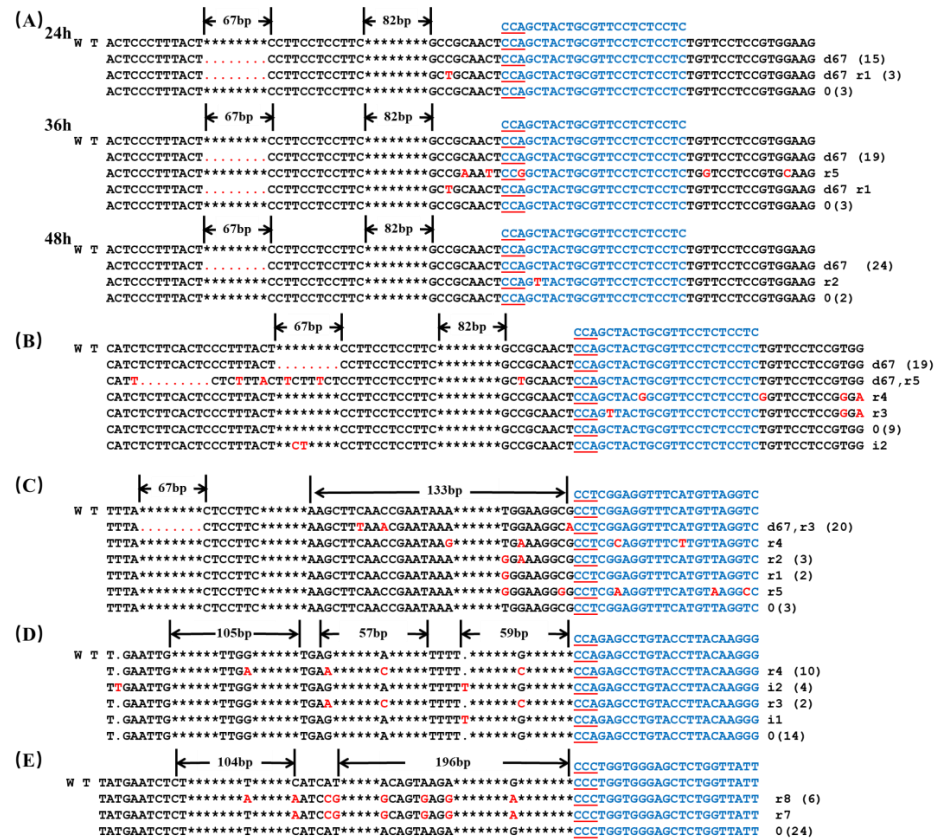 (A)
67bp 82bp CCAGCTACTGCGTTCCTCTCCTC
24h
W T ACTCCCTTTACT********CCTTCCTCCTTC********GCCGCAACTCCAGCTACTGCGTTCCTCTCCTCTGTTCCTCCGTGGAAG
ACTCCCTTTACT........CCTTCCTCCTTC********GCCGCAACTCCAGCTACTGCGTTCCTCTCCTCTGTTCCTCCGTGGAAG d67 (15)
ACTCCCTTTACT........CCTTCCTCCTTC********GCTGCAACTCCAGCTACTGCGTTCCTCTCCTCTGTTCCTCCGTGGAAG d67 r1 (3)
ACTCCCTTTACT********CCTTCCTCCTTC********GCCGCAACTCCAGCTACTGCGTTCCTCTCCTCTGTTCCTCCGTGGAAG 0(3)
36h 67bp 82bp CCAGCTACTGCGTTCCTCTCCTC
W T ACTCCCTTTACT********CCTTCCTCCTTC********GCCGCAACTCCAGCTACTGCGTTCCTCTCCTCTGTTCCTCCGTGGAAG
ACTCCCTTTACT........CCTTCCTCCTTC********GCCGCAACTCCAGCTACTGCGTTCCTCTCCTCTGTTCCTCCGTGGAAG d67 (19)
ACTCCCTTTACT********CCTTCCTCCTTC********GCCGAAATTCCGGCTACTGCGTTCCTCTCCTCTGGTCCTCCGTGCAAG r5
ACTCCCTTTACT........CCTTCCTCCTTC********GCTGCAACTCCAGCTACTGCGTTCCTCTCCTCTGTTCCTCCGTGGAAG d67 r1
ACTCCCTTTACT********CCTTCCTCCTTC********GCCGCAACTCCAGCTACTGCGTTCCTCTCCTCTGTTCCTCCGTGGAAG 0(3)
48h 67bp 82bp CCAGCTACTGCGTTCCTCTCCTC
W T ACTCCCTTTACT********CCTTCCTCCTTC********GCCGCAACTCCAGCTACTGCGTTCCTCTCCTCTGTTCCTCCGTGGAAG
ACTCCCTTTACT........CCTTCCTCCTTC********GCCGCAACTCCAGCTACTGCGTTCCTCTCCTCTGTTCCTCCGTGGAAG d67 (24)
ACTCCCTTTACT********CCTTCCTCCTTC********GCCGCAACTCCAGTTACTGCGTTCCTCTCCTCTGTTCCTCCGTGGAAG r2
ACTCCCTTTACT********CCTTCCTCCTTC********GCCGCAACTCCAGCTACTGCGTTCCTCTCCTCTGTTCCTCCGTGGAAG 0(2)
(B) 67bp 82bp CCAGCTACTGCGTTCCTCTCCTC
W T CATCTCTTCACTCCCTTTACT********CCTTCCTCCTTC********GCCGCAACTCCAGCTACTGCGTTCCTCTCCTCTGTTCCTCCGTGG
CATCTCTTCACTCCCTTTACT........CCTTCCTCCTTC********GCCGCAACTCCAGCTACTGCGTTCCTCTCCTCTGTTCCTCCGTGG d67 (19)
CATT.........CTCTTTACTTCTTTCTCCTTCCTCCTTC********GCTGCAACTCCAGCTACTGCGTTCCTCTCCTCTGTTCCTCCGTGG d67,r5
CATCTCTTCACTCCCTTTACT********CCTTCCTCCTTC********GCCGCAACTCCAGCTACGGCGTTCCTCTCCTCGGTTCCTCCGGGA r4
CATCTCTTCACTCCCTTTACT********CCTTCCTCCTTC********GCCGCAACTCCAGTTACTGCGTTCCTCTCCTCTGTTCCTCCGGGA r3
CATCTCTTCACTCCCTTTACT********CCTTCCTCCTTC********GCCGCAACTCCAGCTACTGCGTTCCTCTCCTCTGTTCCTCCGTGG 0(9)
CATCTCTTCACTCCCTTTACT**CT****CCTTCCTCCTTC********GCCGCAACTCCAGCTACTGCGTTCCTCTCCTCTGTTCCTCCGTGG i2
(C) 67bp 133bp CCTCGGAGGTTTCATGTTAGGTC
W T TTTA********CTCCTTC******AAGCTTCAACCGAATAAA******TGGAAGGCGCCTCGGAGGTTTCATGTTAGGTC
TTTA........CTCCTTC******AAGCTTTAAACGAATAAA******TGGAAGGCACCTCGGAGGTTTCATGTTAGGTC d67,r3 (20)
TTTA********CTCCTTC******AAGCTTCAACCGAATAAG******TGAAAGGCGCCTCGCAGGTTTCTTGTTAGGTC r4
TTTA********CTCCTTC******AAGCTTCAACCGAATAAA******GGAAAGGCGCCTCGGAGGTTTCATGTTAGGTC r2 (3)
TTTA********CTCCTTC******AAGCTTCAACCGAATAAA******GGGAAGGCGCCTCGGAGGTTTCATGTTAGGTC r1 (2)
TTTA********CTCCTTC******AAGCTTCAACCGAATAAA******GGGAAGGGGCCTCGAAGGTTTCATGTAAGGCC r5
TTTA********CTCCTTC******AAGCTTCAACCGAATAAA******TGGAAGGCGCCTCGGAGGTTTCATGTTAGGTC 0(3)
(D) 105bp 57bp 59bp CCAGAGCCTGTACCTTACAAGGG
W T T.GAATTG******TTGG******TGAG******A*****TTTT.******G*****CCAGAGCCTGTACCTTACAAGGG
T.GAATTG******TTGA******TGAA******C*****TTTT.******C*****CCAGAGCCTGTACCTTACAAGGG r4 (10)
TTGAATTG******TTGG******TGAG******A*****TTTTT******G*****CCAGAGCCTGTACCTTACAAGGG i2 (4)
T.GAATTG******TTGG******TGAA******C*****TTTT.******C*****CCAGAGCCTGTACCTTACAAGGG r3 (2)
T.GAATTG******TTGG******TGAG******A*****TTTTT******G*****CCAGAGCCTGTACCTTACAAGGG i1
T.GAATTG******TTGG******TGAG******A*****TTTT.******G*****CCAGAGCCTGTACCTTACAAGGG 0(14)
(E) 104bp 196bp CCCTGGTGGGAGCTCTGGTTATT
W T TATGAATCTCT*******T*****CATCAT*****ACAGTAAGA*******G*******CCCTGGTGGGAGCTCTGGTTATT
TATGAATCTCT*******A*****AATCCG*****GCAGTGAGG*******A*******CCCTGGTGGGAGCTCTGGTTATT r8 (6)
TATGAATCTCT*******T*****AATCCG*****GCAGTGAGG*******A*******CCCTGGTGGGAGCTCTGGTTATT r7
TATGAATCTCT*******T*****CATCAT*****ACAGTAAGA*******G*******CCCTGGTGGGAGCTCTGGTTATT 0(24)